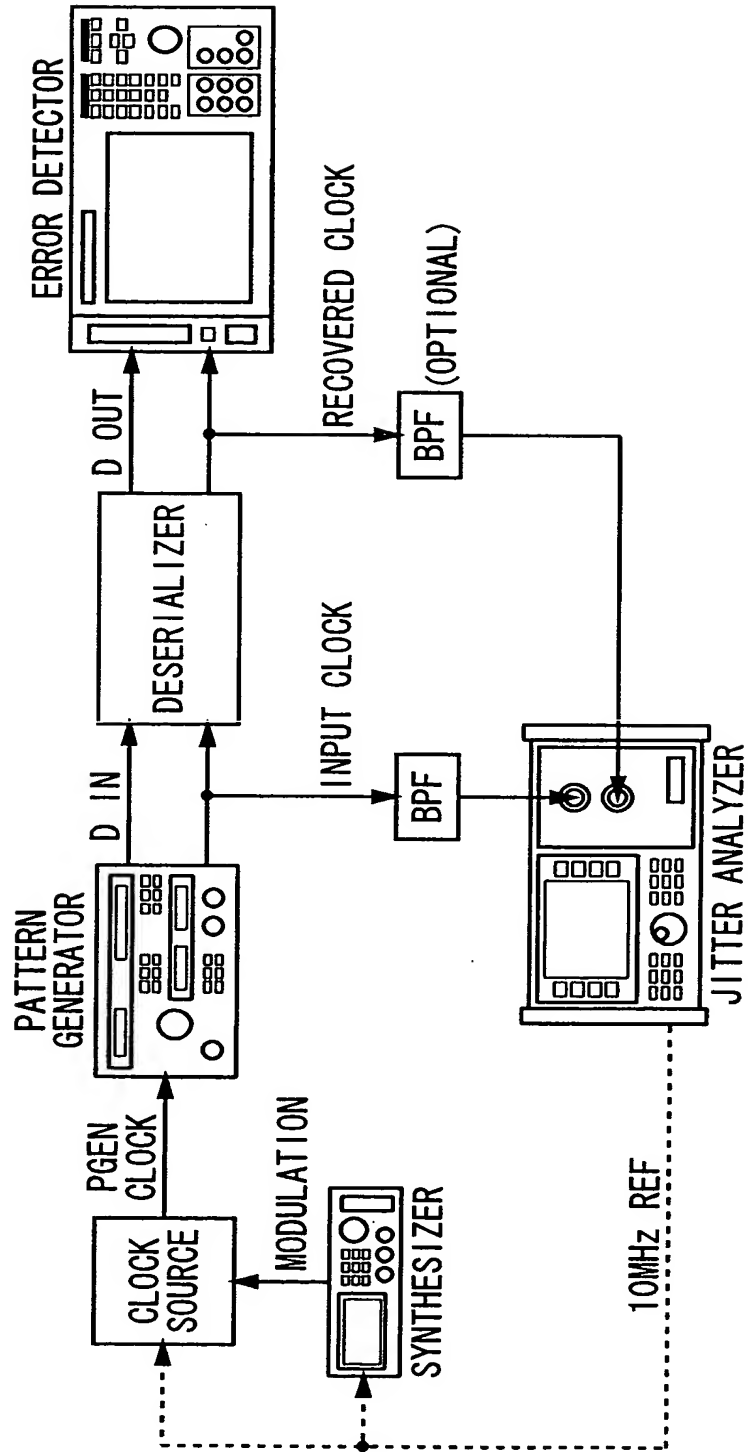 CLOCK
SOURCE
PGEN
CLOCK
PATTERN
GENERATOR
D IN
DESERIALIZER
D OUT
ERROR DETECTOR
MODULATION
SYNTHESIZER
INPUT CLOCK
BPF
RECOVERED CLOCK
BPF
(OPTIONAL)
JITTER ANALYZER
10MHz REF